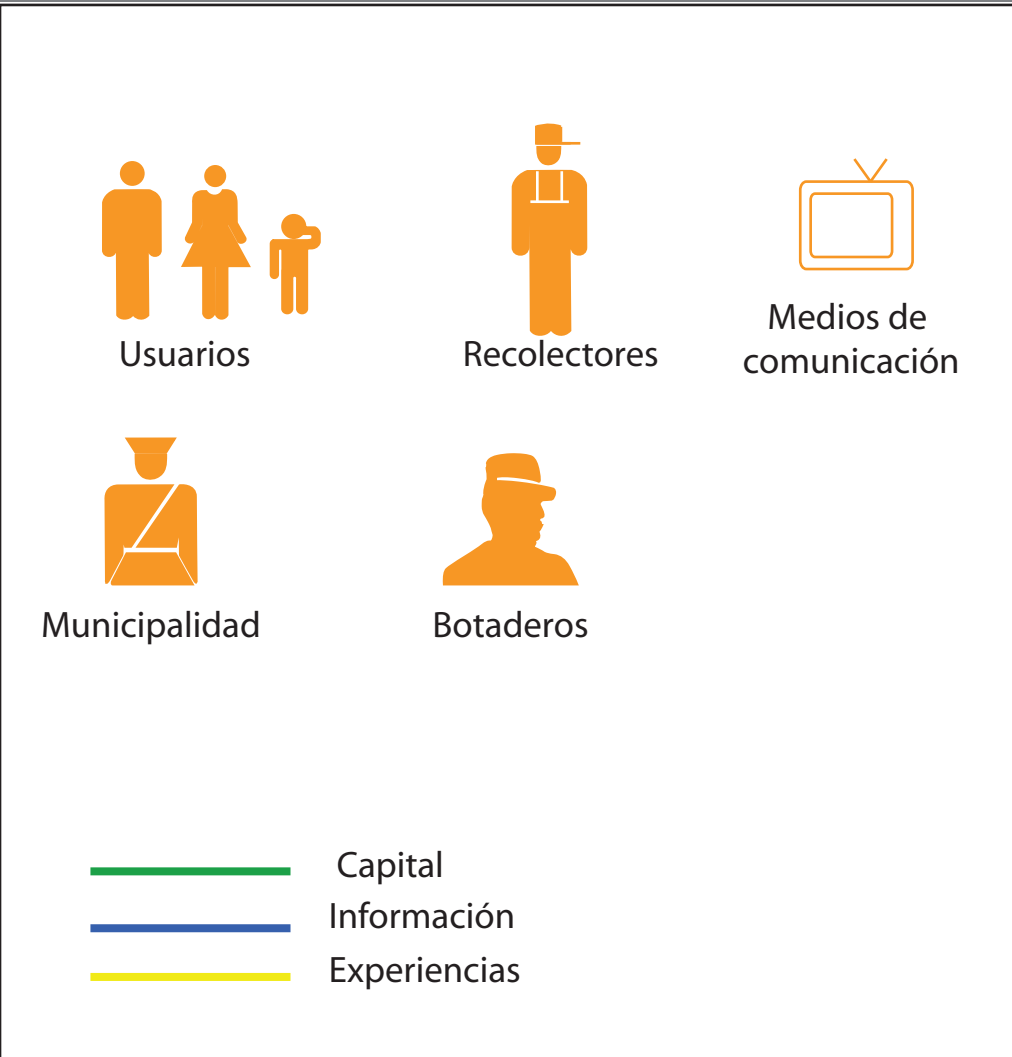 Usuarios
Recolectores
Medios de
comunicación
Municipalidad
Botaderos
Capital
Información
Experiencias